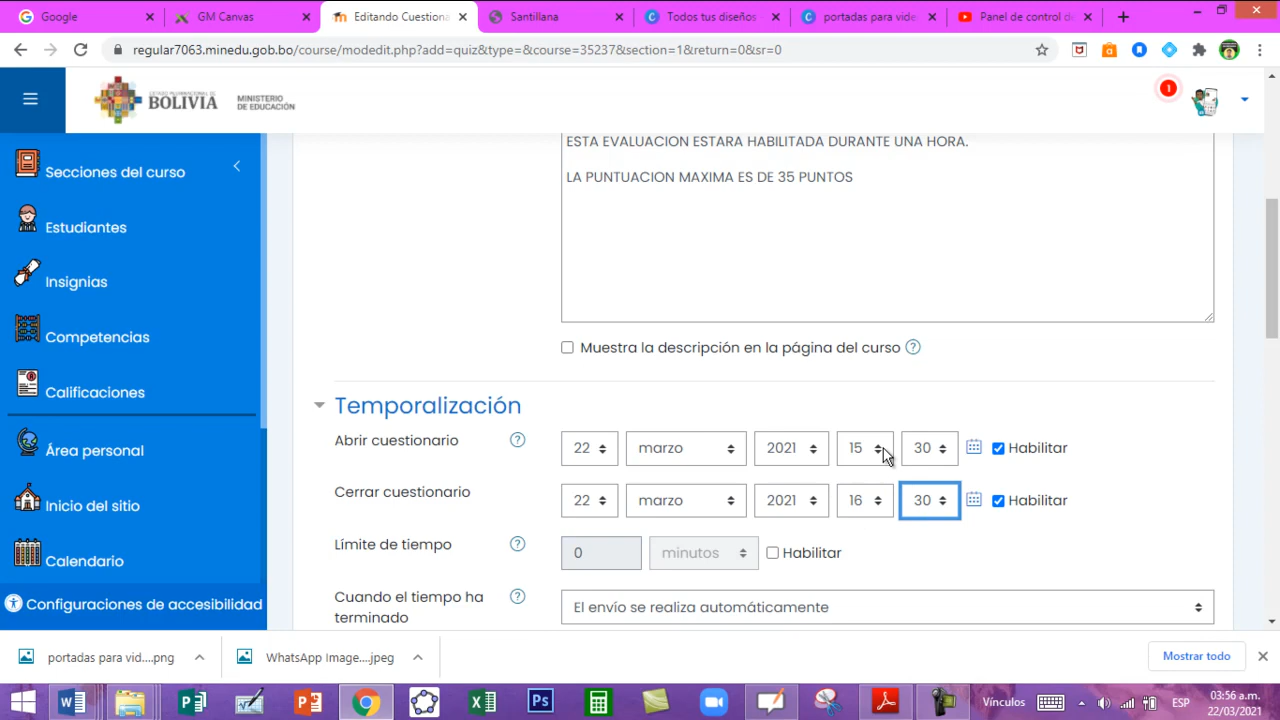 Google
GM Canvas
Editando Cuestiona
Santillana
Todos tus diseños
portadas para vide
Panel de control d
regular7063.minedu.gob.bo/course/modedit.php?add=quiz&type=&course=35237&section=1&return=0&sr=0
ESTADO PLURINACIONAL DE
BOLIVIA
MINISTERIO
DE EDUCACIÓN
1
Secciones del curso
Estudiantes
Insignias
Competencias
Calificaciones
Área personal
Inicio del sitio
Calendario
Configuraciones de accesibilidad
ESTA EVALUACION ESTARA HABILITADA DURANTE UNA HORA.
LA PUNTUACION MAXIMA ES DE 35 PUNTOS
Muestra la descripción en la página del curso
Temporalización
Abrir cuestionario 22 marzo 2021 15 30 Habilitar
Cerrar cuestionario 22 marzo 2021 16 30 Habilitar
Límite de tiempo 0 minutos Habilitar
Cuando el tiempo ha
terminado
El envío se realiza automáticamente
portadas para vid....png
WhatsApp Image....jpeg
Mostrar todo
Vínculos
ESP
03:56 a.m.
22/03/2021